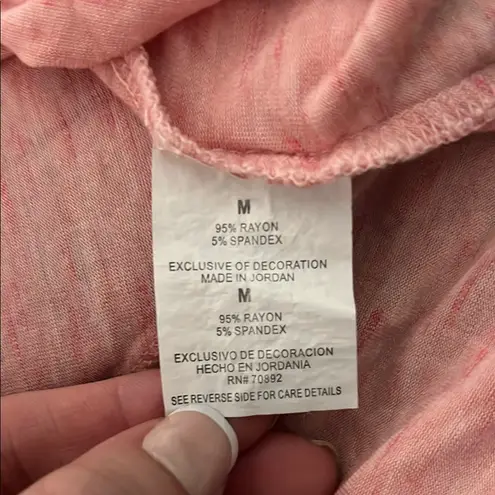 M
95% RAYON
5% SPANDEX
EXCLUSIVE OF DECORATION
MADE IN JORDAN
M
95% RAYON
5% SPANDEX
EXCLUSIVO DE DECORACION
HECHO EN JORDANIA
RN# 70892
SEE REVERSE SIDE FOR CARE DETAILS